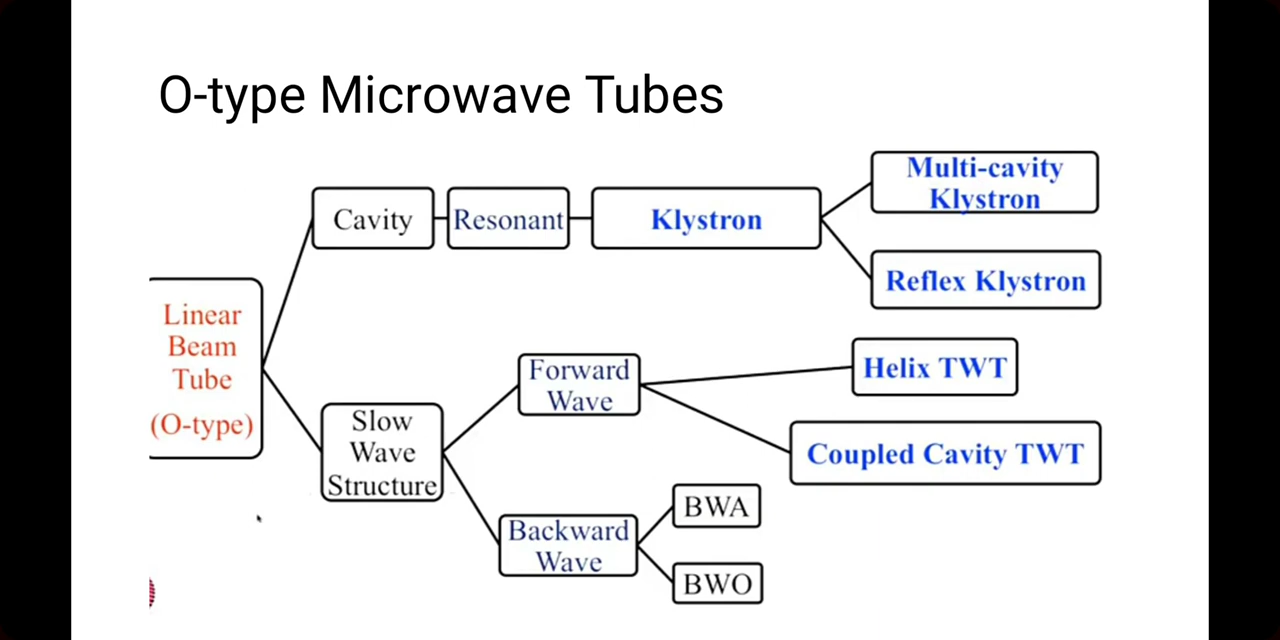 O-type Microwave Tubes
Multi-cavity
Klystron
Cavity
Resonant
Klystron
Reflex Klystron
Linear
Beam
Tube
(O-type)
Forward
Wave
Helix TWT
Slow
Wave
Structure
Coupled Cavity TWT
Backward
Wave
BWA
BWO